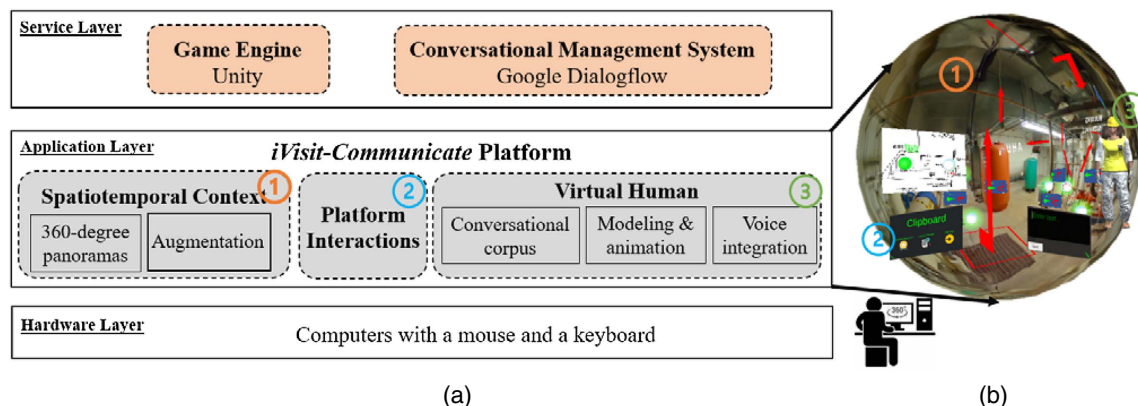 Service Layer
Game Engine
Unity
Conversational Management System
Google Dialogflow
Application Layer
iVisit-Communicate Platform
Spatiotemporal Context
1
360-degree
panoramas
Augmentation
Platform
Interactions
2
Virtual Human
3
Conversational
corpus
Modeling &
animation
Voice
integration
Hardware Layer
Computers with a mouse and a keyboard
(a)
1
3
2
Clipboard
360°
(b)